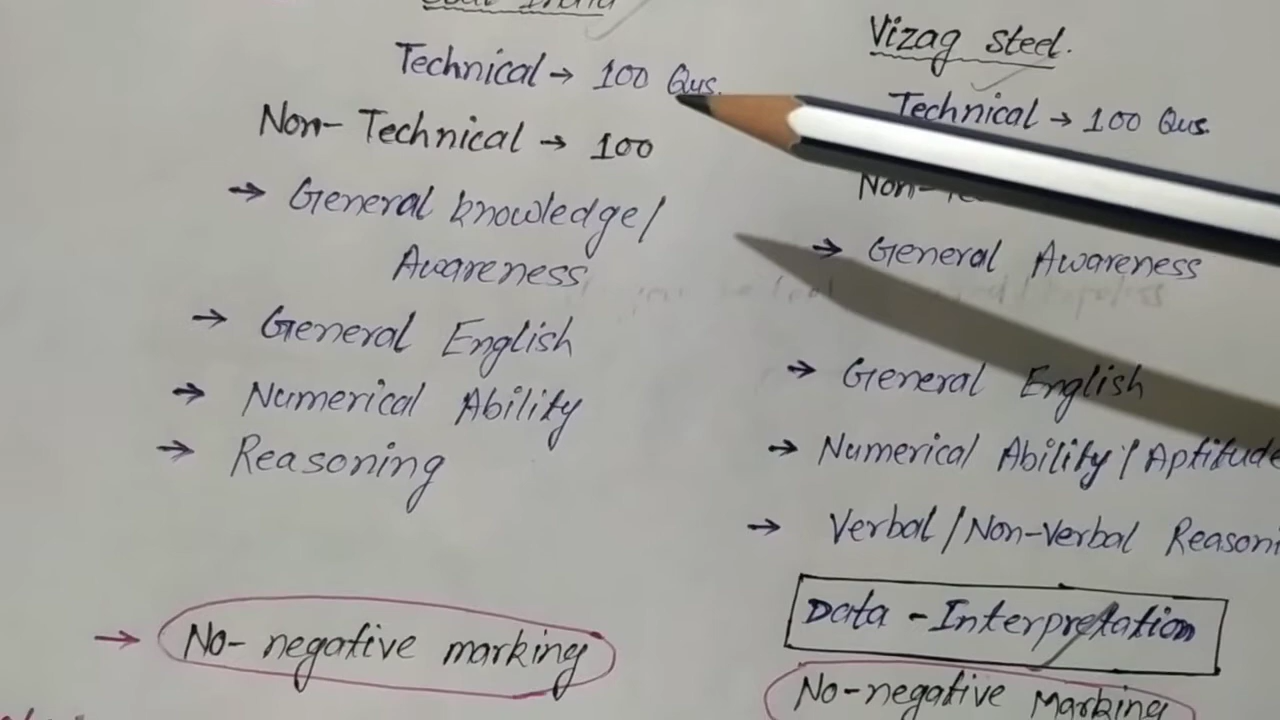 Coal India
Technical → 100 Qus.
Non-Technical → 100
→ General knowledge/
Awareness
→ General English
→ Numerical Ability
→ Reasoning
→ No-negative marking
Vizag Steel.
Technical → 100 Qus.
→ General Awareness
→ General English
→ Numerical Ability/Aptitude
→ Verbal/Non-Verbal Reasoni
Data-Interpretation
No-negative Marking